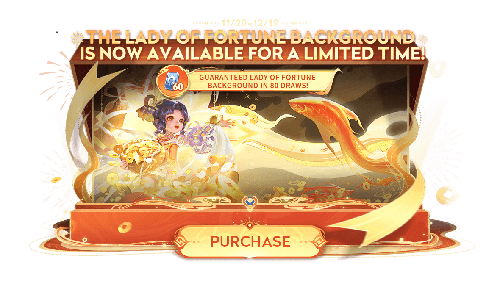 11/20-12/19
THE LADY OF FORTUNE BACKGROUND
IS NOW AVAILABLE FOR A LIMITED TIME!
GUARANTEED LADY OF FORTUNE
BACKGROUND IN 80 DRAWS!
60
PURCHASE